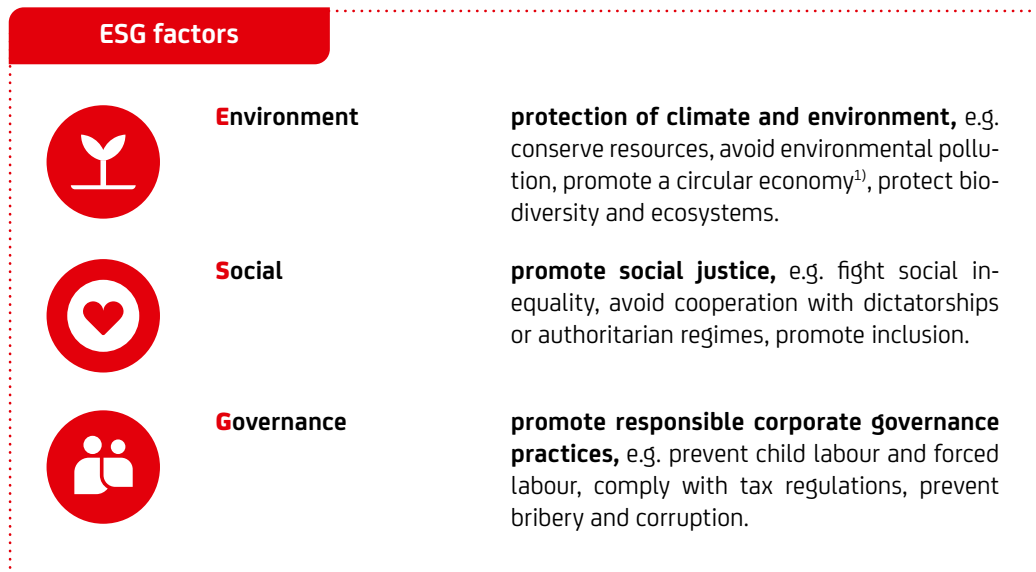 ESG factors
Environment
protection of climate and environment, e.g.
conserve resources, avoid environmental pollu-
tion, promote a circular economy1), protect bio-
diversity and ecosystems.
Social
promote social justice, e.g. fight social in-
equality, avoid cooperation with dictatorships
or authoritarian regimes, promote inclusion.
Governance
promote responsible corporate governance
practices, e.g. prevent child labour and forced
labour, comply with tax regulations, prevent
bribery and corruption.